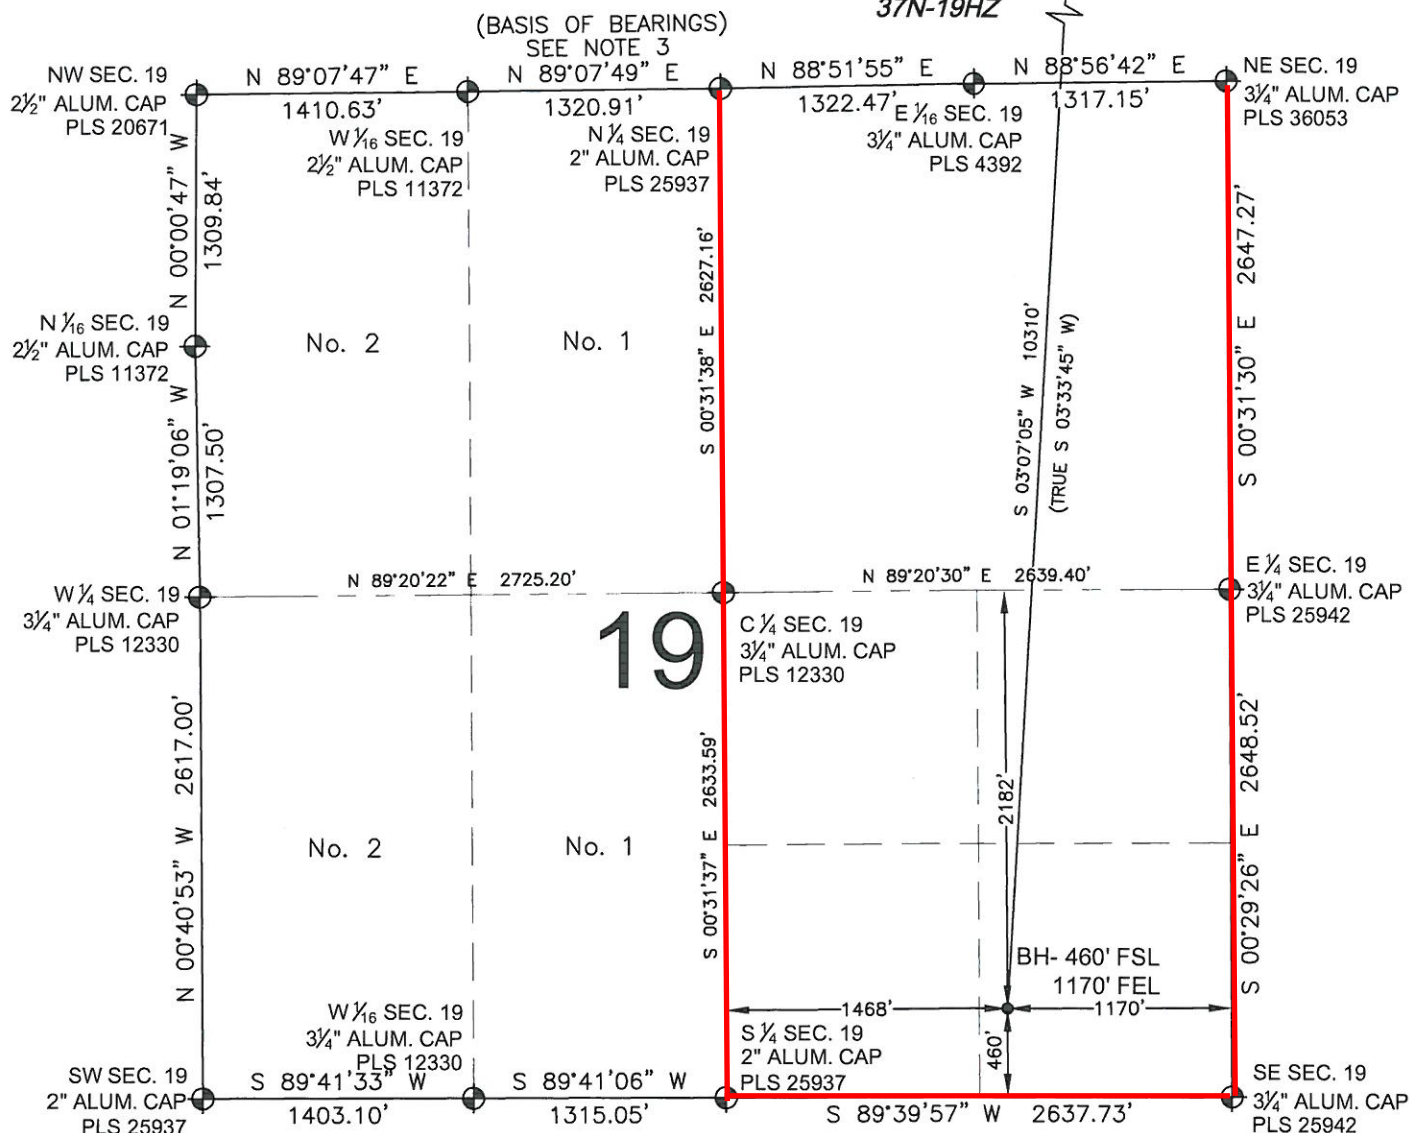 37N-19HZ
(BASIS OF BEARINGS)
SEE NOTE 3
NW SEC. 19
2½" ALUM. CAP
PLS 20671
N 89°07'47" E
1410.63'
N 89°07'49" E
1320.91'
N 88°51'55" E
1322.47'
N 88°56'42" E
1317.15'
NE SEC. 19
3¼" ALUM. CAP
PLS 36053
W 1/16 SEC. 19
2½" ALUM. CAP
PLS 11372
N ¼ SEC. 19
2" ALUM. CAP
PLS 25937
E 1/16 SEC. 19
3¼" ALUM. CAP
PLS 4392
N 00°00'47" W
1309.84'
S 00°31'38" E 2627.16'
S 03°07'05" W 10310'
(TRUE S 03°33'45" W)
S 00°31'30" E 2647.27'
N 1/16 SEC. 19
2½" ALUM. CAP
PLS 11372
No. 2
No. 1
N 01°19'06" W
1307.50'
W ¼ SEC. 19
3¼" ALUM. CAP
PLS 12330
N 89°20'22" E 2725.20'
N 89°20'30" E 2639.40'
E ¼ SEC. 19
3¼" ALUM. CAP
PLS 25942
19
C ¼ SEC. 19
3¼" ALUM. CAP
PLS 12330
N 00°40'53" W 2617.00'
S 00°31'37" E 2633.59'
2182'
S 00°29'26" E 2648.52'
No. 2
No. 1
BH- 460' FSL
1170' FEL
1468'
1170'
460'
W 1/16 SEC. 19
3¼" ALUM. CAP
PLS 12330
S ¼ SEC. 19
2" ALUM. CAP
PLS 25937
SW SEC. 19
2" ALUM. CAP
PLS 25937
S 89°41'33" W
1403.10'
S 89°41'06" W
1315.05'
S 89°39'57" W 2637.73'
SE SEC. 19
3¼" ALUM. CAP
PLS 25942